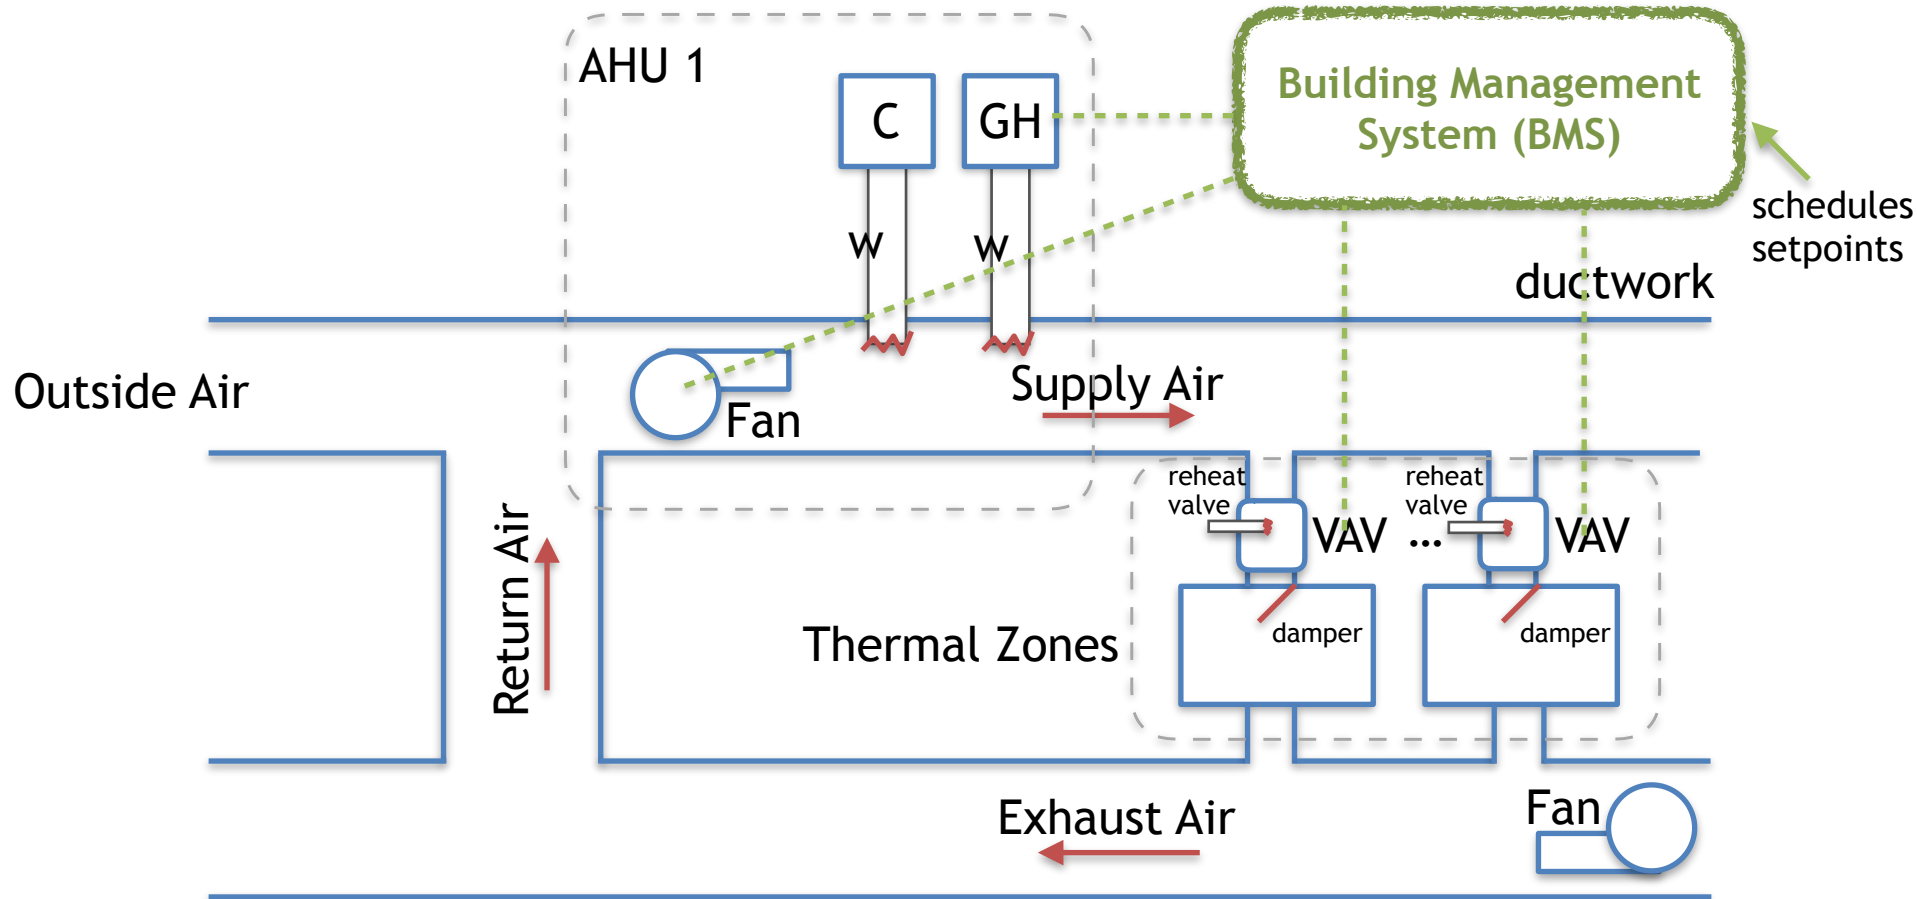 AHU 1
C
GH
Building Management
System (BMS)
schedules
setpoints
W
W
ductwork
Outside Air
Supply Air
Fan
reheat
valve
VAV
...
reheat
valve
VAV
Return Air
Thermal Zones
damper
damper
Exhaust Air
Fan